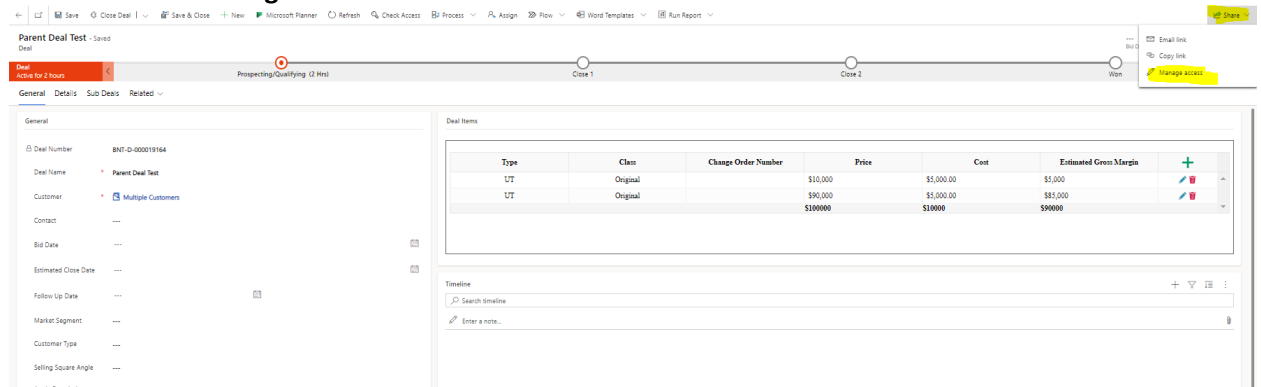 Save Close Deal Save & Close New Microsoft Planner Refresh Check Access Process Assign Flow Word Templates Run Report Share
Parent Deal Test - Saved
Deal
Email link
Copy link
Manage access
Deal
Active for 2 hours
Prospecting/Qualifying (2 Hrs)
Close 1
Close 2
Won
General Details Sub Deals Related
General
Deal Number BNT-D-000019164
Deal Name * Parent Deal Test
Customer * Multiple Customers
Contact ---
Bid Date ---
Estimated Close Date ---
Follow Up Date ---
Market Segment ---
Customer Type ---
Selling Square Angle ---
Deal Items
Type Class Change Order Number Price Cost Estimated Gross Margin
UT Original $10,000 $5,000.00 $5,000
UT Original $90,000 $5,000.00 $85,000
$100000 $10000 $90000
Timeline
Search timeline
Enter a note...